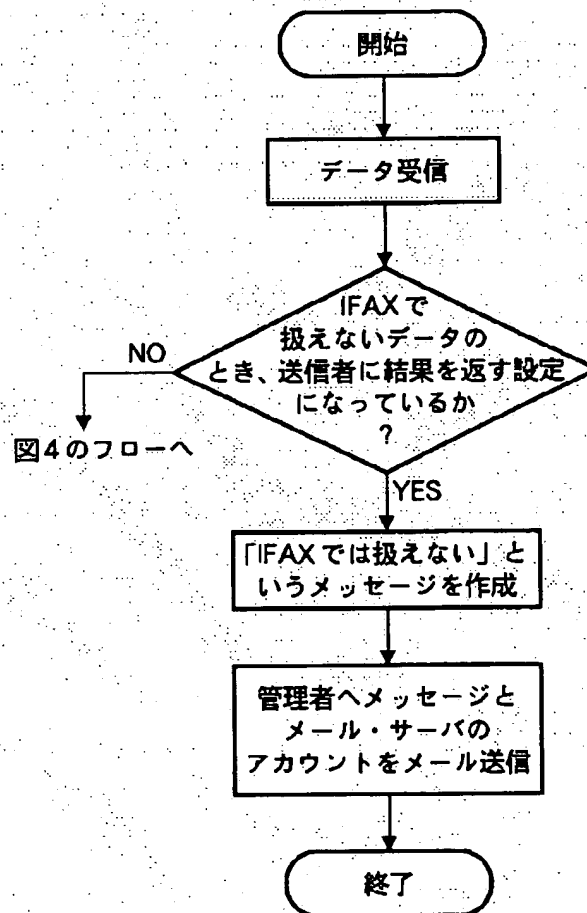 開始
データ受信
IFAXで
扱えないデータの
とき、送信者に結果を返す設定
になっているか
?
NO
図4のフローへ
YES
「IFAXでは扱えない」と
いうメッセージを作成
管理者へメッセージと
メール・サーバの
アカウントをメール送信
終了